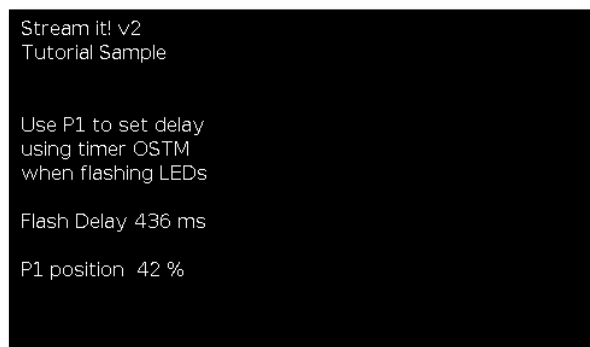 Stream it! v2
Tutorial Sample
Use P1 to set delay
using timer OSTM
when flashing LEDs
Flash Delay 436 ms
P1 position  42 %